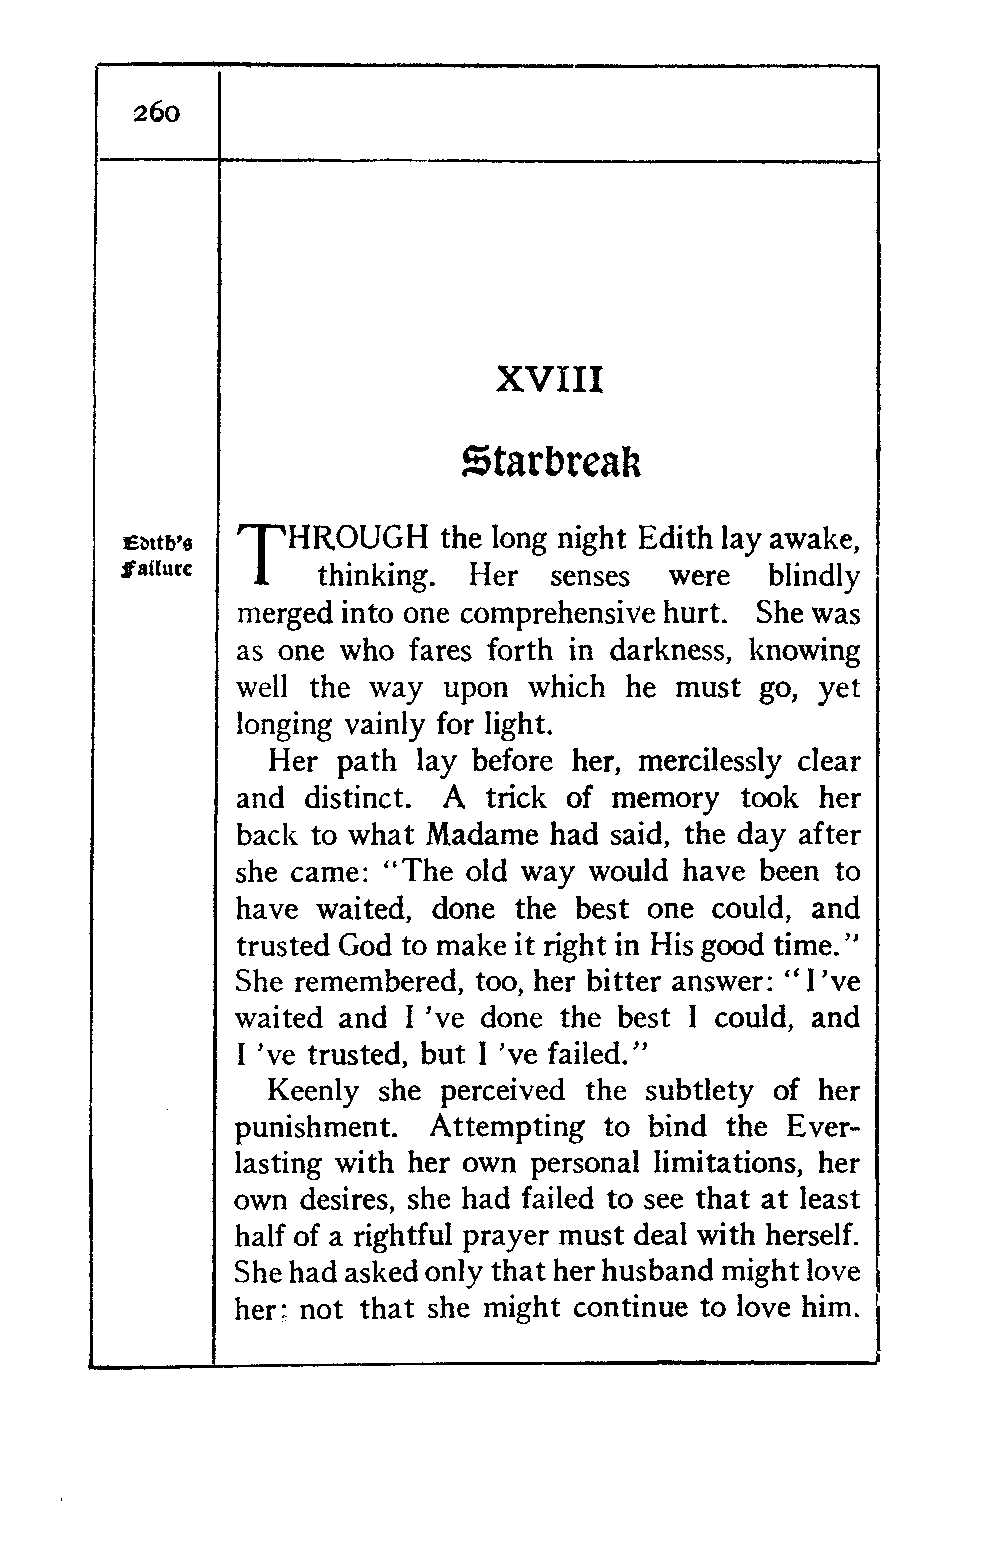 260
XVIII
Starbreak
Edith's
Failure
THROUGH the long night Edith lay awake,
thinking. Her senses were blindly
merged into one comprehensive hurt. She was
as one who fares forth in darkness, knowing
well the way upon which he must go, yet
longing vainly for light.
Her path lay before her, mercilessly clear
and distinct. A trick of memory took her
back to what Madame had said, the day after
she came: "The old way would have been to
have waited, done the best one could, and
trusted God to make it right in His good time."
She remembered, too, her bitter answer: "I 've
waited and I 've done the best I could, and
I 've trusted, but I 've failed."
Keenly she perceived the subtlety of her
punishment. Attempting to bind the Ever-
lasting with her own personal limitations, her
own desires, she had failed to see that at least
half of a rightful prayer must deal with herself.
She had asked only that her husband might love
her: not that she might continue to love him.